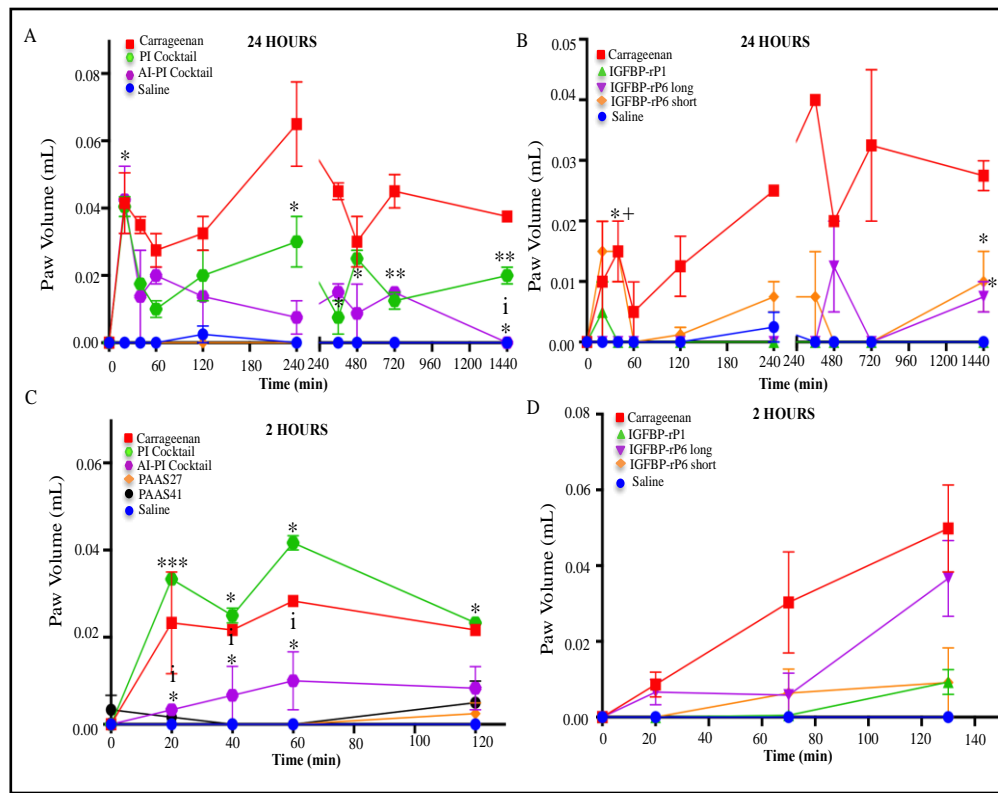 A
24 HOURS
Carrageenan
PI Cocktail
AI-PI Cocktail
Saline
Paw Volume (mL)
0.08
0.06
0.04
0.02
0.00
* * * * ** ** i *
0 60 120 180 240 240 480 720 960 1200 1440
Time (min)
B
24 HOURS
Carrageenan
IGFBP-rP1
IGFBP-rP6 long
IGFBP-rP6 short
Saline
Paw Volume (mL)
0.05
0.04
0.03
0.02
0.01
0.00
*+ * *
0 60 120 180 240 240 480 720 960 1200 1440
Time (min)
C
2 HOURS
Carrageenan
PI Cocktail
AI-PI Cocktail
PAAS27
PAAS41
Saline
Paw Volume (mL)
0.06
0.04
0.02
0.00
*** * * *
i i i
* * *
0 20 40 60 80 100 120
Time (min)
D
2 HOURS
Carrageenan
IGFBP-rP1
IGFBP-rP6 long
IGFBP-rP6 short
Saline
Paw Volume (mL)
0.08
0.06
0.04
0.02
0.00
0 20 40 60 80 100 120 140
Time (min)